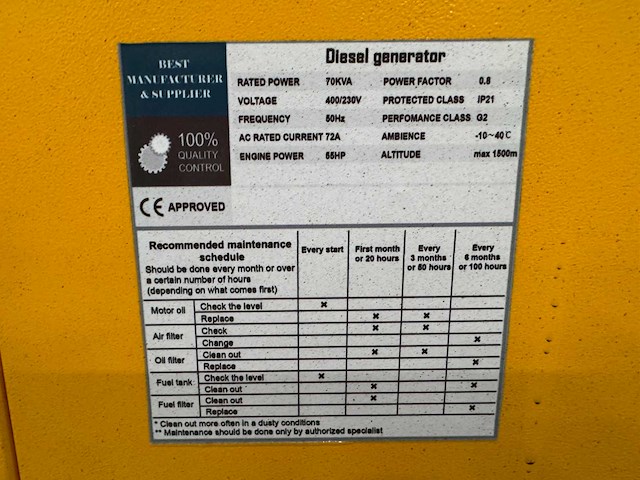 BEST
MANUFACTURER
& SUPPLIER
100%
QUALITY
CONTROL
CE APPROVED
Diesel generator
RATED POWER 70KVA POWER FACTOR 0.8
VOLTAGE 400/230V PROTECTED CLASS IP21
FREQUENCY 50Hz PERFOMANCE CLASS G2
AC RATED CURRENT 72A AMBIENCE -10~40℃
ENGINE POWER 55HP ALTITUDE max 1500m
Recommended maintenance
schedule
Should be done every month or over
a certain number of hours
(depending on what comes first)
Every start
First month
or 20 hours
Every
3 months
or 50 hours
Every
6 months
or 100 hours
Motor oil Check the level x
Replace x x
Air filter Check x x
Change x
Oil filter Clean out x x
Replace x
Fuel tank Check the level x
Clean out x x
Fuel filter Clean out x
Replace x
* Clean out more often in a dusty conditions
** Maintenance should be done only by authorized specialist